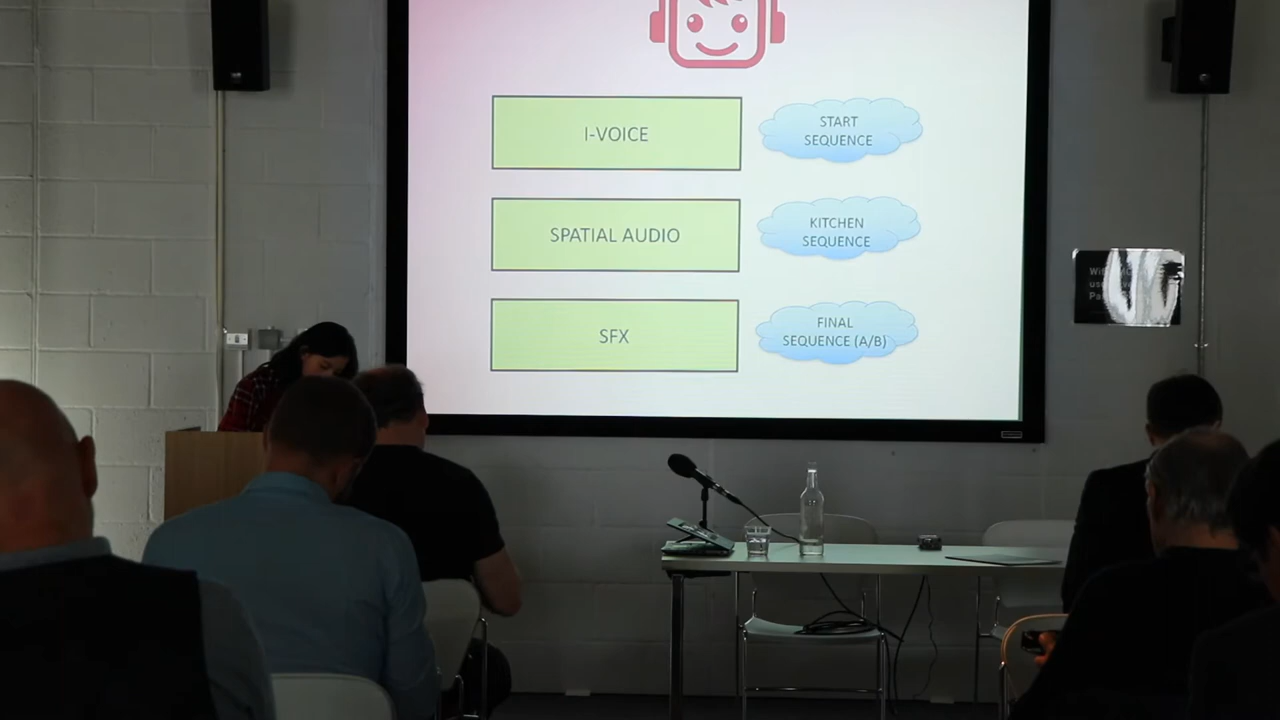 I-VOICE
START
SEQUENCE
SPATIAL AUDIO
KITCHEN
SEQUENCE
SFX
FINAL
SEQUENCE (A/B)